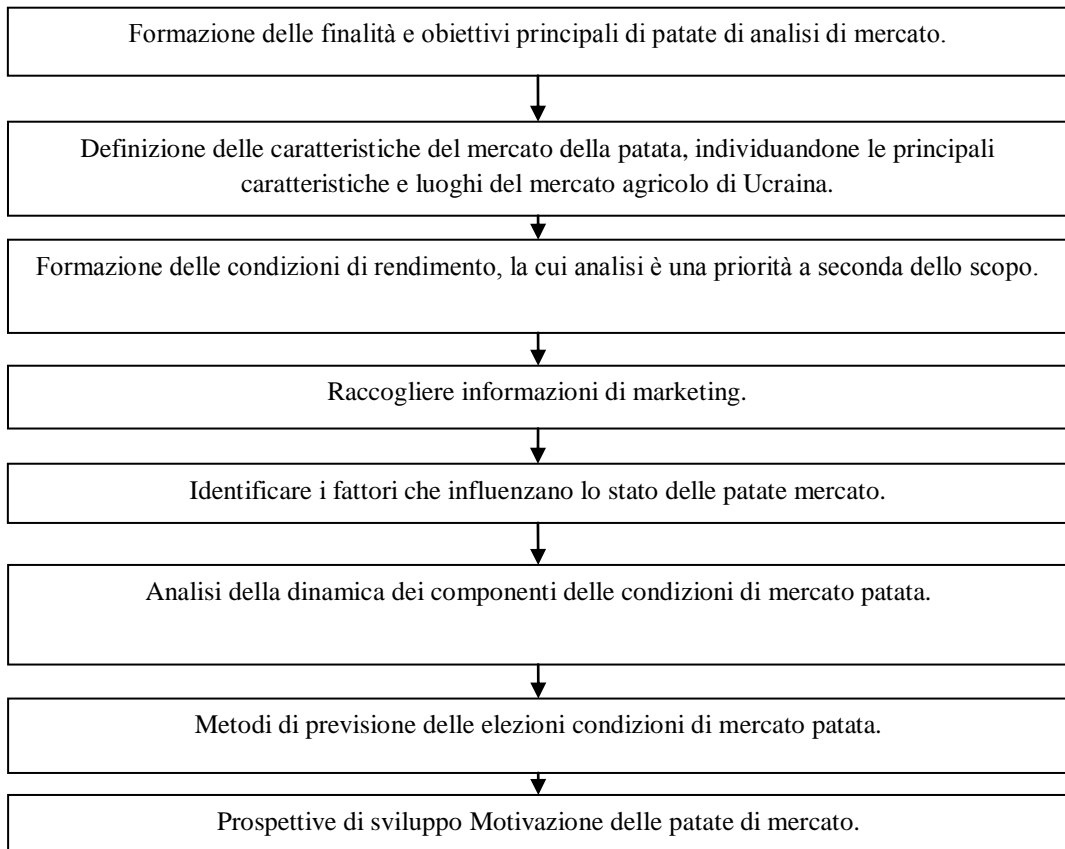 Formazione delle finalità e obiettivi principali di patate di analisi di mercato.
Definizione delle caratteristiche del mercato della patata, individuandone le principali
caratteristiche e luoghi del mercato agricolo di Ucraina.
Formazione delle condizioni di rendimento, la cui analisi è una priorità a seconda dello scopo.
Raccogliere informazioni di marketing.
Identificare i fattori che influenzano lo stato delle patate mercato.
Analisi della dinamica dei componenti delle condizioni di mercato patata.
Metodi di previsione delle elezioni condizioni di mercato patata.
Prospettive di sviluppo Motivazione delle patate di mercato.